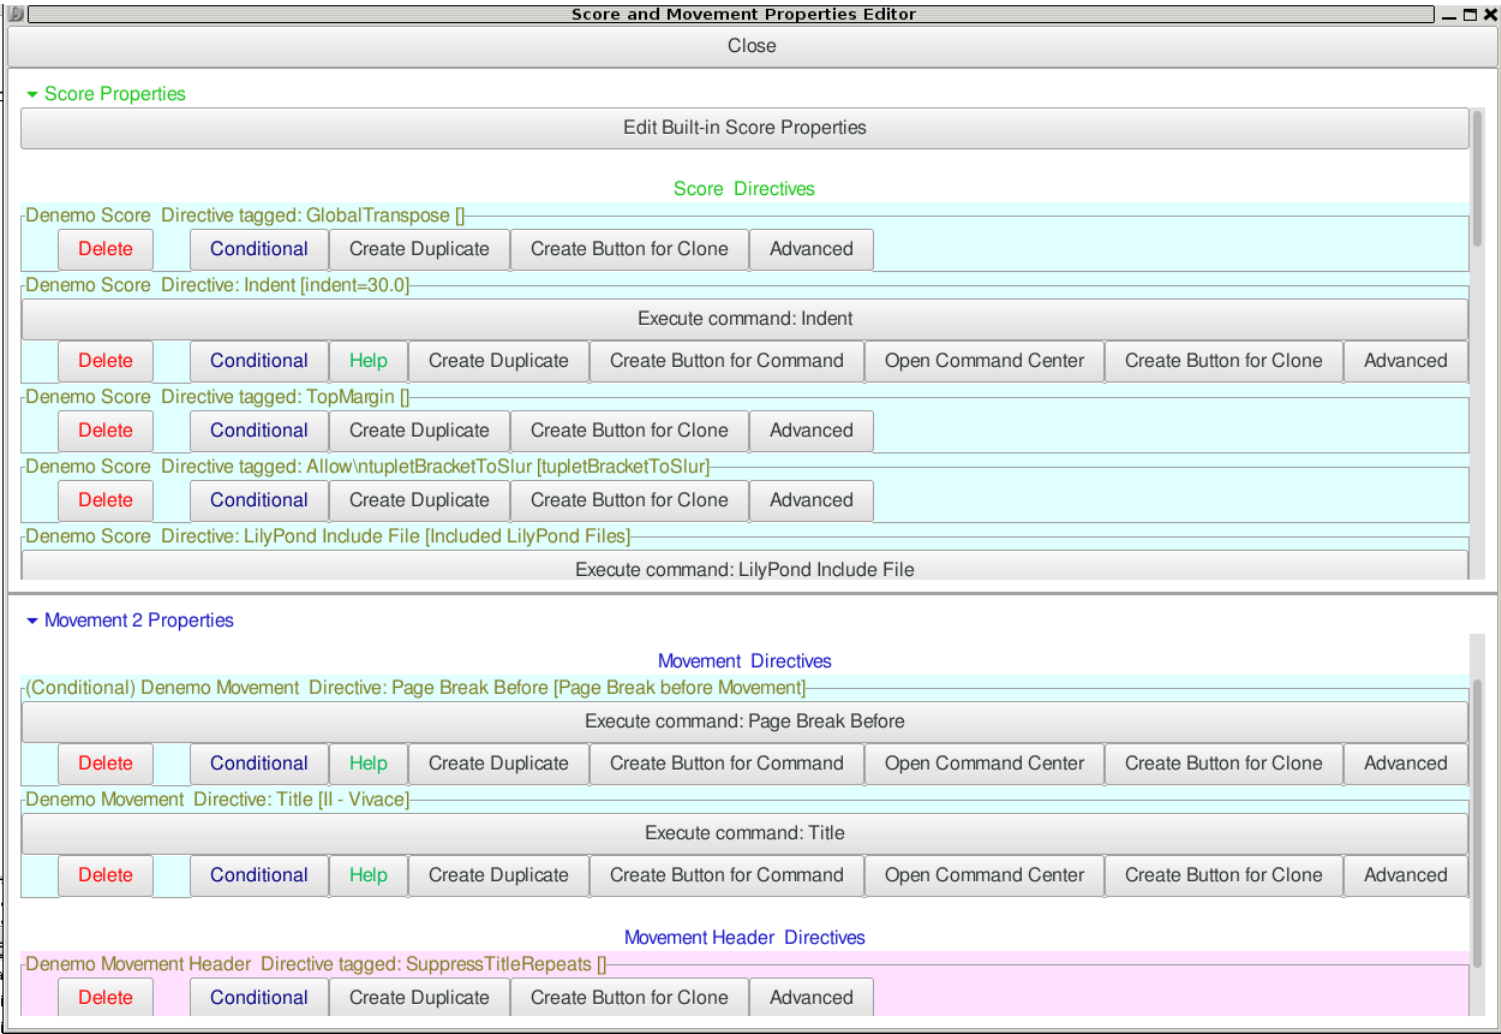 Score and Movement Properties Editor
Close
Score Properties
Edit Built-in Score Properties
Score Directives
Denemo Score Directive tagged: GlobalTranspose []
Delete Conditional Create Duplicate Create Button for Clone Advanced
Denemo Score Directive: Indent [indent=30.0]
Execute command: Indent
Delete Conditional Help Create Duplicate Create Button for Command Open Command Center Create Button for Clone Advanced
Denemo Score Directive tagged: TopMargin []
Delete Conditional Create Duplicate Create Button for Clone Advanced
Denemo Score Directive tagged: Allow\ntupletBracketToSlur [tupletBracketToSlur]
Delete Conditional Create Duplicate Create Button for Clone Advanced
Denemo Score Directive: LilyPond Include File [Included LilyPond Files]
Execute command: LilyPond Include File
Movement 2 Properties
Movement Directives
(Conditional) Denemo Movement Directive: Page Break Before [Page Break before Movement]
Execute command: Page Break Before
Delete Conditional Help Create Duplicate Create Button for Command Open Command Center Create Button for Clone Advanced
Denemo Movement Directive: Title [II - Vivace]
Execute command: Title
Delete Conditional Help Create Duplicate Create Button for Command Open Command Center Create Button for Clone Advanced
Movement Header Directives
Denemo Movement Header Directive tagged: SuppressTitleRepeats []
Delete Conditional Create Duplicate Create Button for Clone Advanced